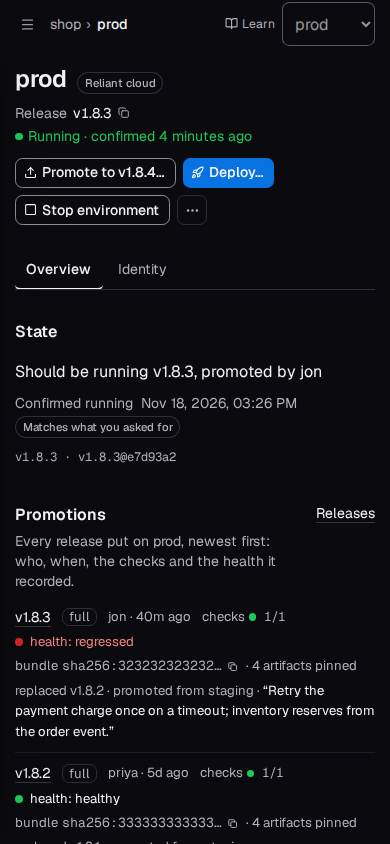 shop › prod
Learn
prod
prod
Reliant cloud
Release v1.8.3
Running · confirmed 4 minutes ago
Promote to v1.8.4…
Deploy…
Stop environment
Overview
Identity
State
Should be running v1.8.3, promoted by jon
Confirmed running Nov 18, 2026, 03:26 PM
Matches what you asked for
v1.8.3 · v1.8.3@e7d93a2
Promotions
Releases
Every release put on prod, newest first:
who, when, the checks and the health it
recorded.
v1.8.3 full jon · 40m ago checks 1/1
health: regressed
bundle sha256:323232323232… · 4 artifacts pinned
replaced v1.8.2 · promoted from staging · “Retry the
payment charge once on a timeout; inventory reserves from
the order event.”
v1.8.2 full priya · 5d ago checks 1/1
health: healthy
bundle sha256:333333333333… · 4 artifacts pinned